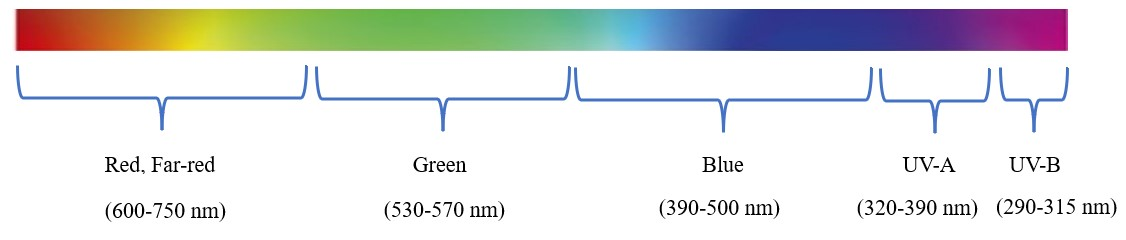 Red, Far-red Green Blue UV-A UV-B
(600-750 nm) (530-570 nm) (390-500 nm) (320-390 nm) (290-315 nm)